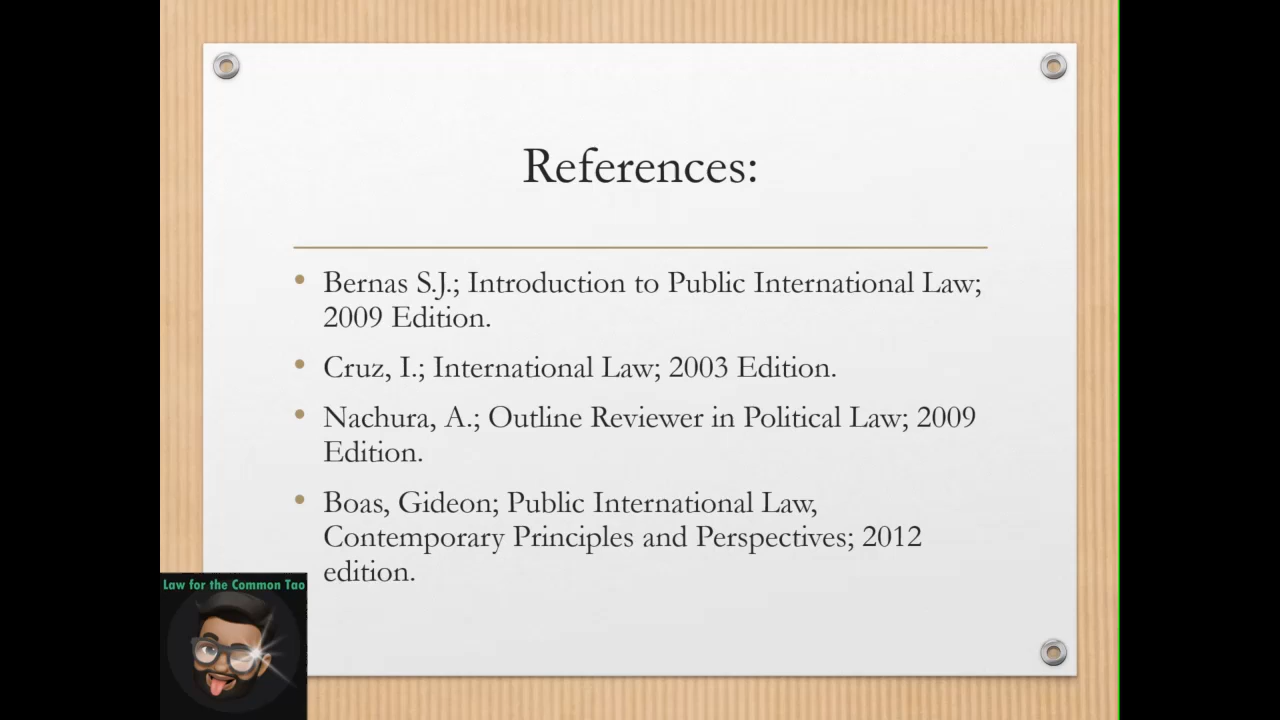 References:
• Bernas S.J.; Introduction to Public International Law;
2009 Edition.
• Cruz, I.; International Law; 2003 Edition.
• Nachura, A.; Outline Reviewer in Political Law; 2009
Edition.
• Boas, Gideon; Public International Law,
Contemporary Principles and Perspectives; 2012
edition.
Law for the Common Tao